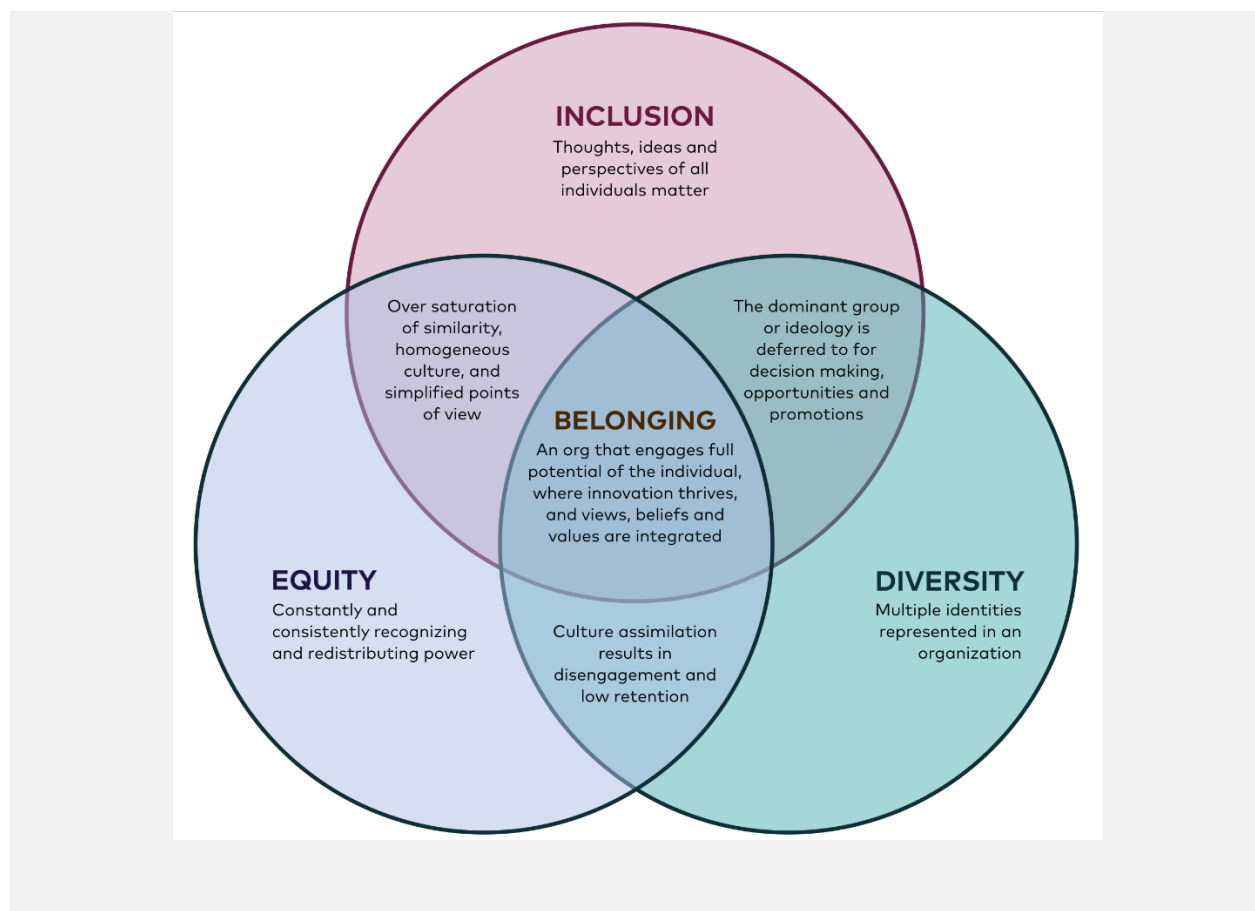 INCLUSION
Thoughts, ideas and
perspectives of all
individuals matter
Over saturation
of similarity,
homogeneous
culture, and
simplified points
of view
The dominant group
or ideology is
deferred to for
decision making,
opportunities and
promotions
BELONGING
An org that engages full
potential of the individual,
where innovation thrives,
and views, beliefs and
values are integrated
EQUITY
Constantly and
consistently recognizing
and redistributing power
DIVERSITY
Multiple identities
represented in an
organization
Culture assimilation
results in
disengagement and
low retention